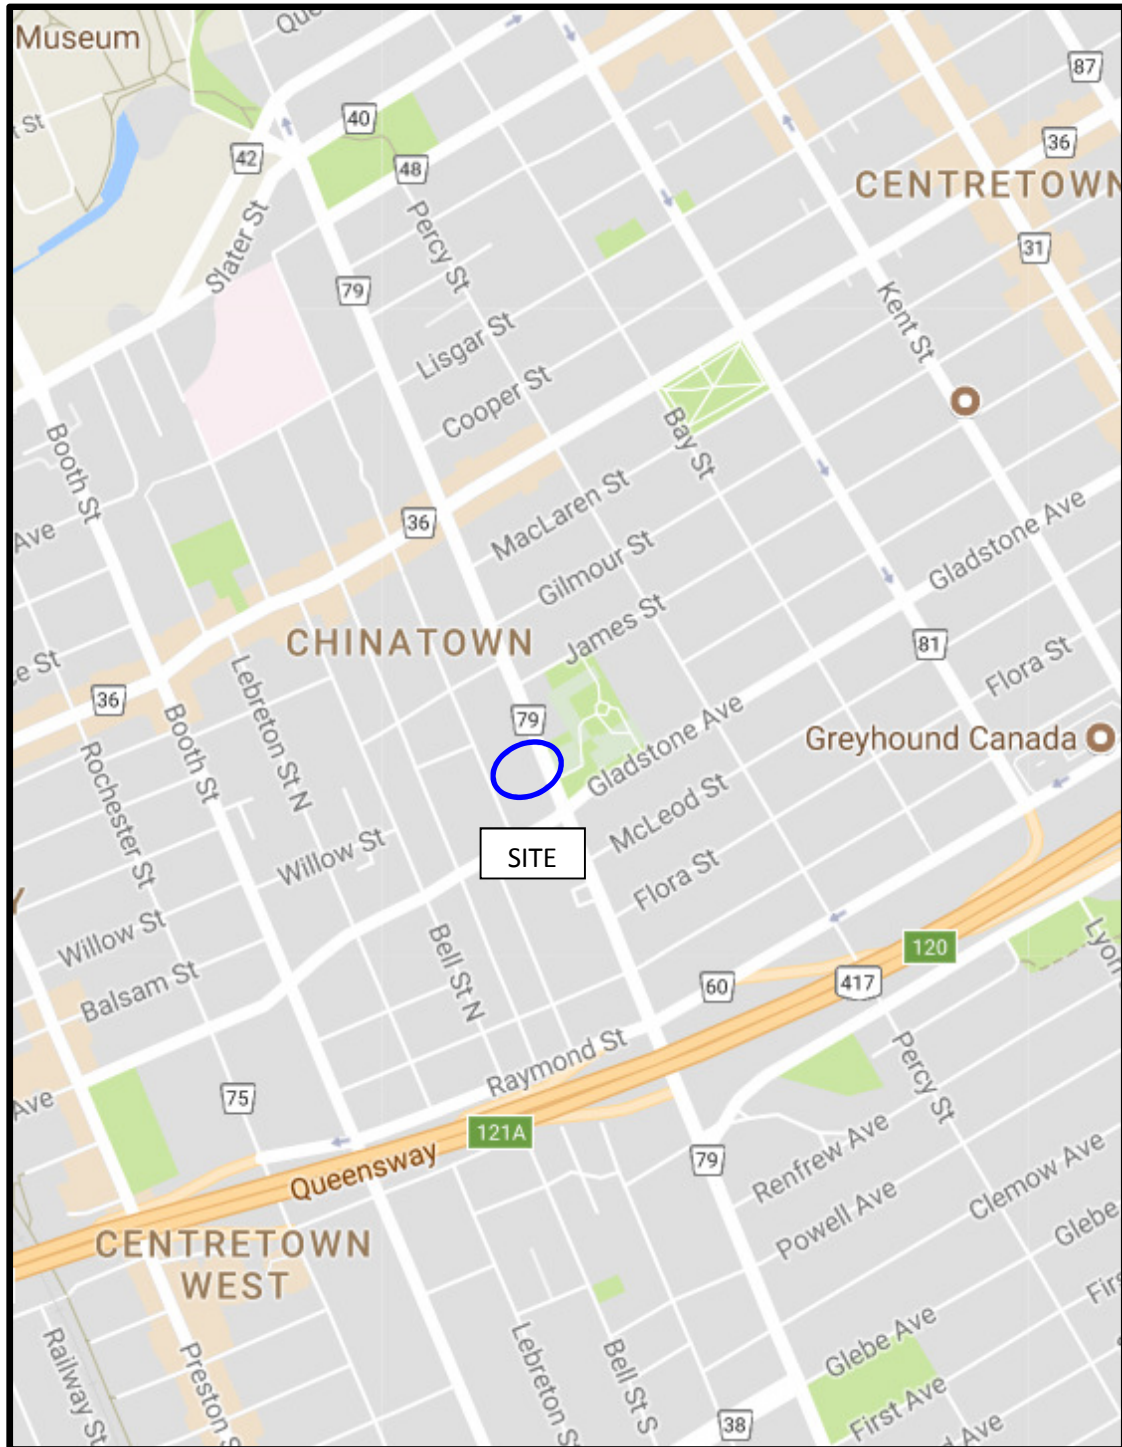 Museum
Que
87
t St
40
36
42
48
CENTRETOWN
Slater St
Percy St
31
79
Kent St
Lisgar St
Cooper St
Booth St
Bay St
MacLaren St
36
Ave
Gladstone Ave
Gilmour St
James St
CHINATOWN
81
ce St
Flora St
Lebreton St N
36
79
Booth St
Gladstone Ave
Greyhound Canada
Rochester St
McLeod St
SITE
Willow St
Flora St
Y
Willow St
Bell St N
120
Lyon
Balsam St
60
417
Raymond St
Percy St
Ave
75
121A
79
Renfrew Ave
Queensway
Clemow Ave
Powell Ave
Glebe
CENTRETOWN
WEST
Firs
Glebe Ave
Railway St
Preston S
Lebreton S
Bell St S
First Ave
38
d Ave